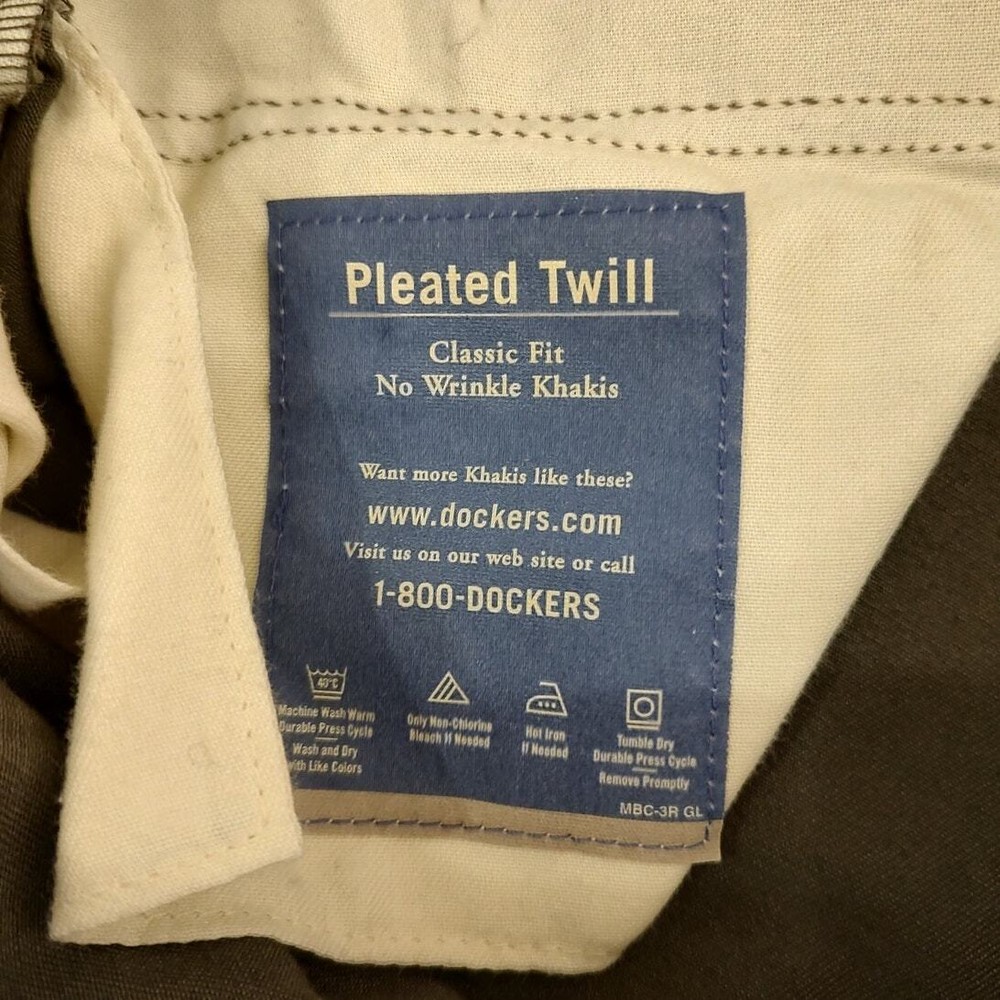 Pleated Twill
Classic Fit
No Wrinkle Khakis
Want more Khakis like these?
www.dockers.com
Visit us on our web site or call
1-800-DOCKERS
40°C
Machine Wash Warm
Durable Press Cycle
Wash and Dry
with Like Colors
Only Non-Chlorine
Bleach If Needed
Hot Iron
If Needed
Tumble Dry
Durable Press Cycle
Remove Promptly
MBC-3R GL